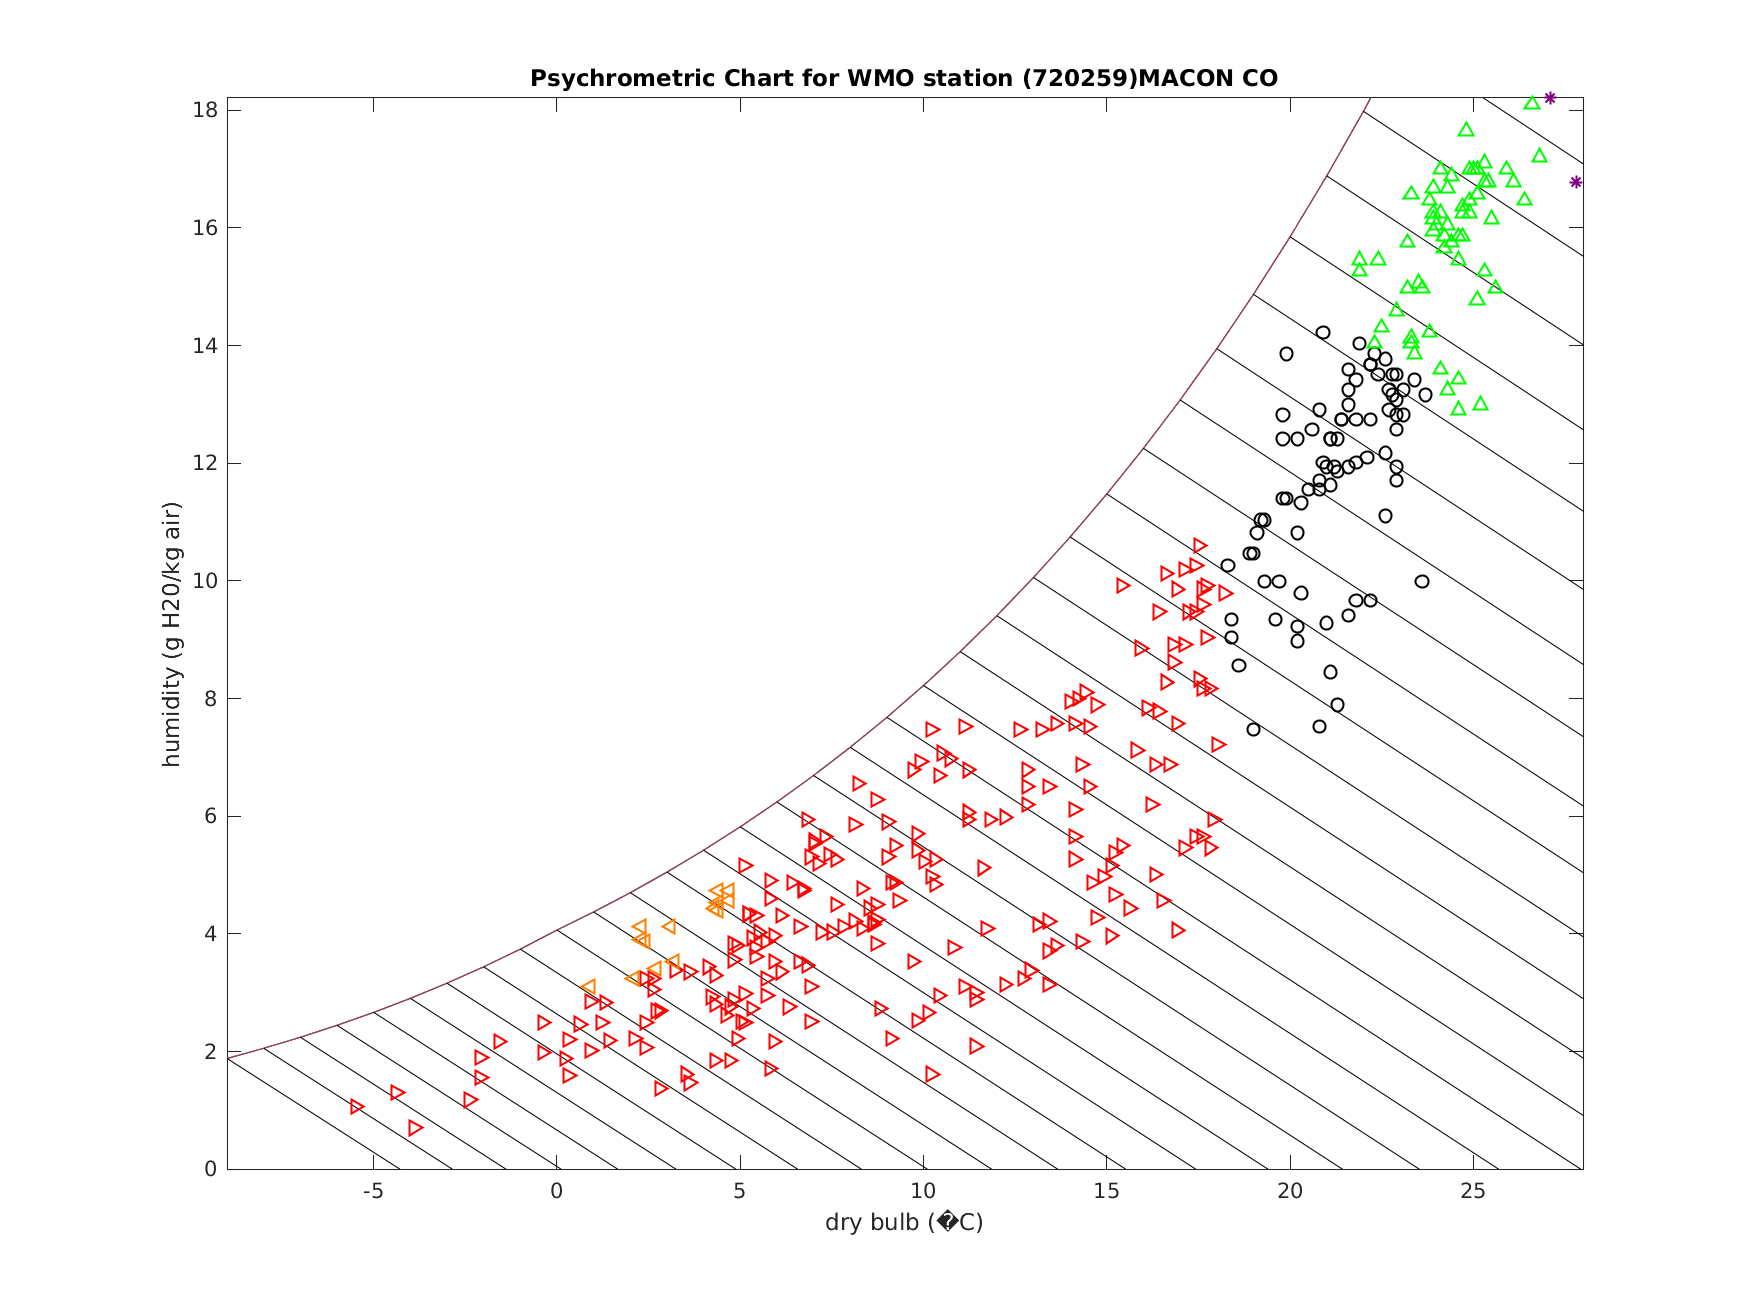 Psychrometric Chart for WMO station (720259)MACON CO
18
16
14
12
10
8
6
4
2
0
humidity (g H20/kg air)
-5 0 5 10 15 20 25
dry bulb (�C)